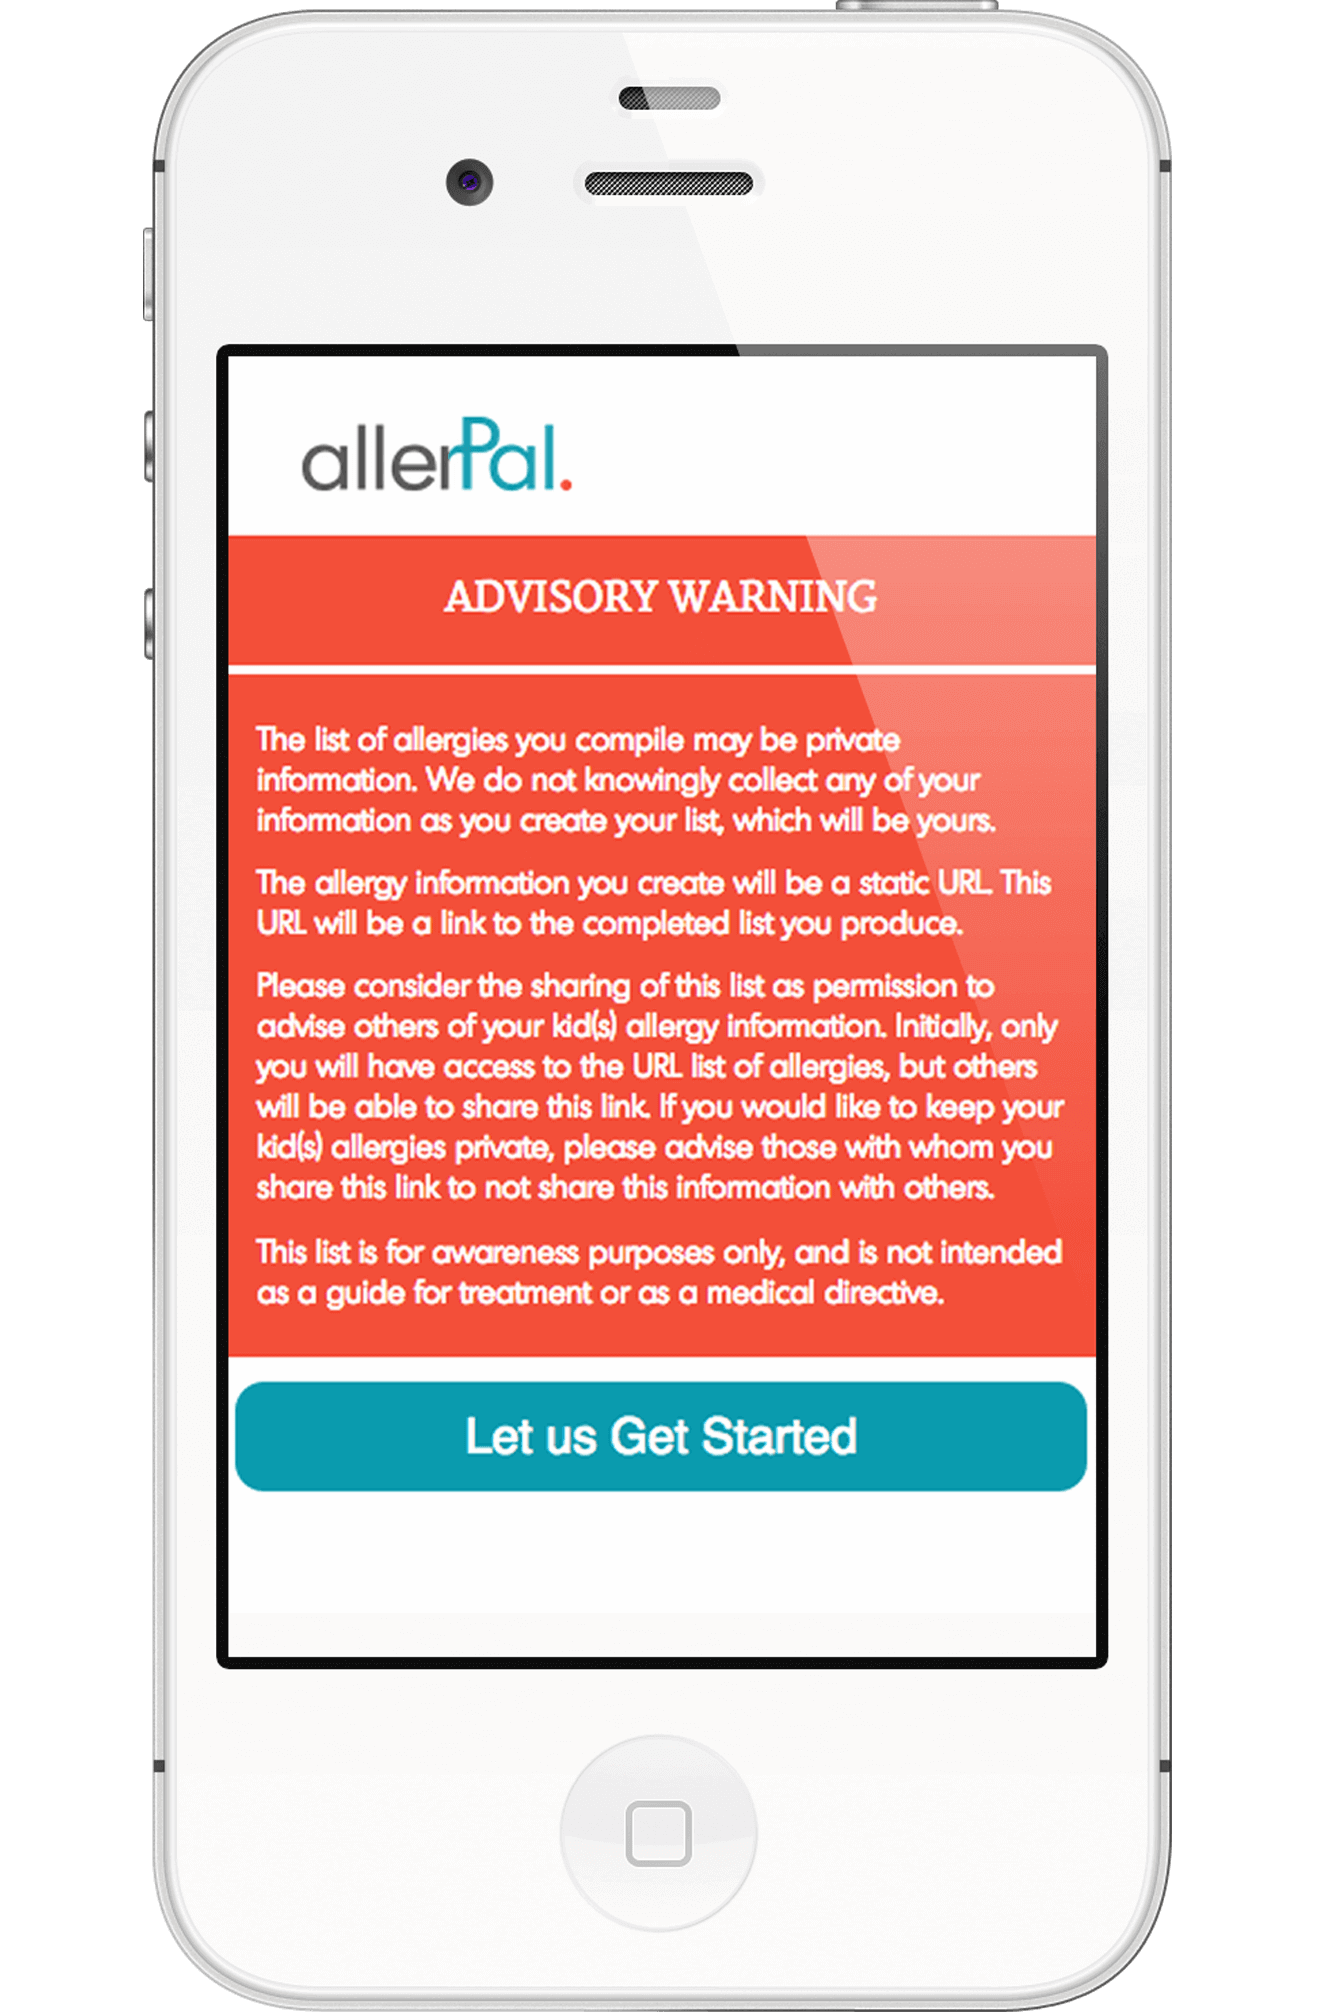 allerPal.
ADVISORY WARNING
The list of allergies you compile may be private
information. We do not knowingly collect any of your
information as you create your list, which will be yours.
The allergy information you create will be a static URL. This
URL will be a link to the completed list you produce.
Please consider the sharing of this list as permission to
advise others of your kid(s) allergy information. Initially, only
you will have access to the URL list of allergies, but others
will be able to share this link. If you would like to keep your
kid(s) allergies private, please advise those with whom you
share this link to not share this information with others.
This list is for awareness purposes only, and is not intended
as a guide for treatment or as a medical directive.
Let us Get Started